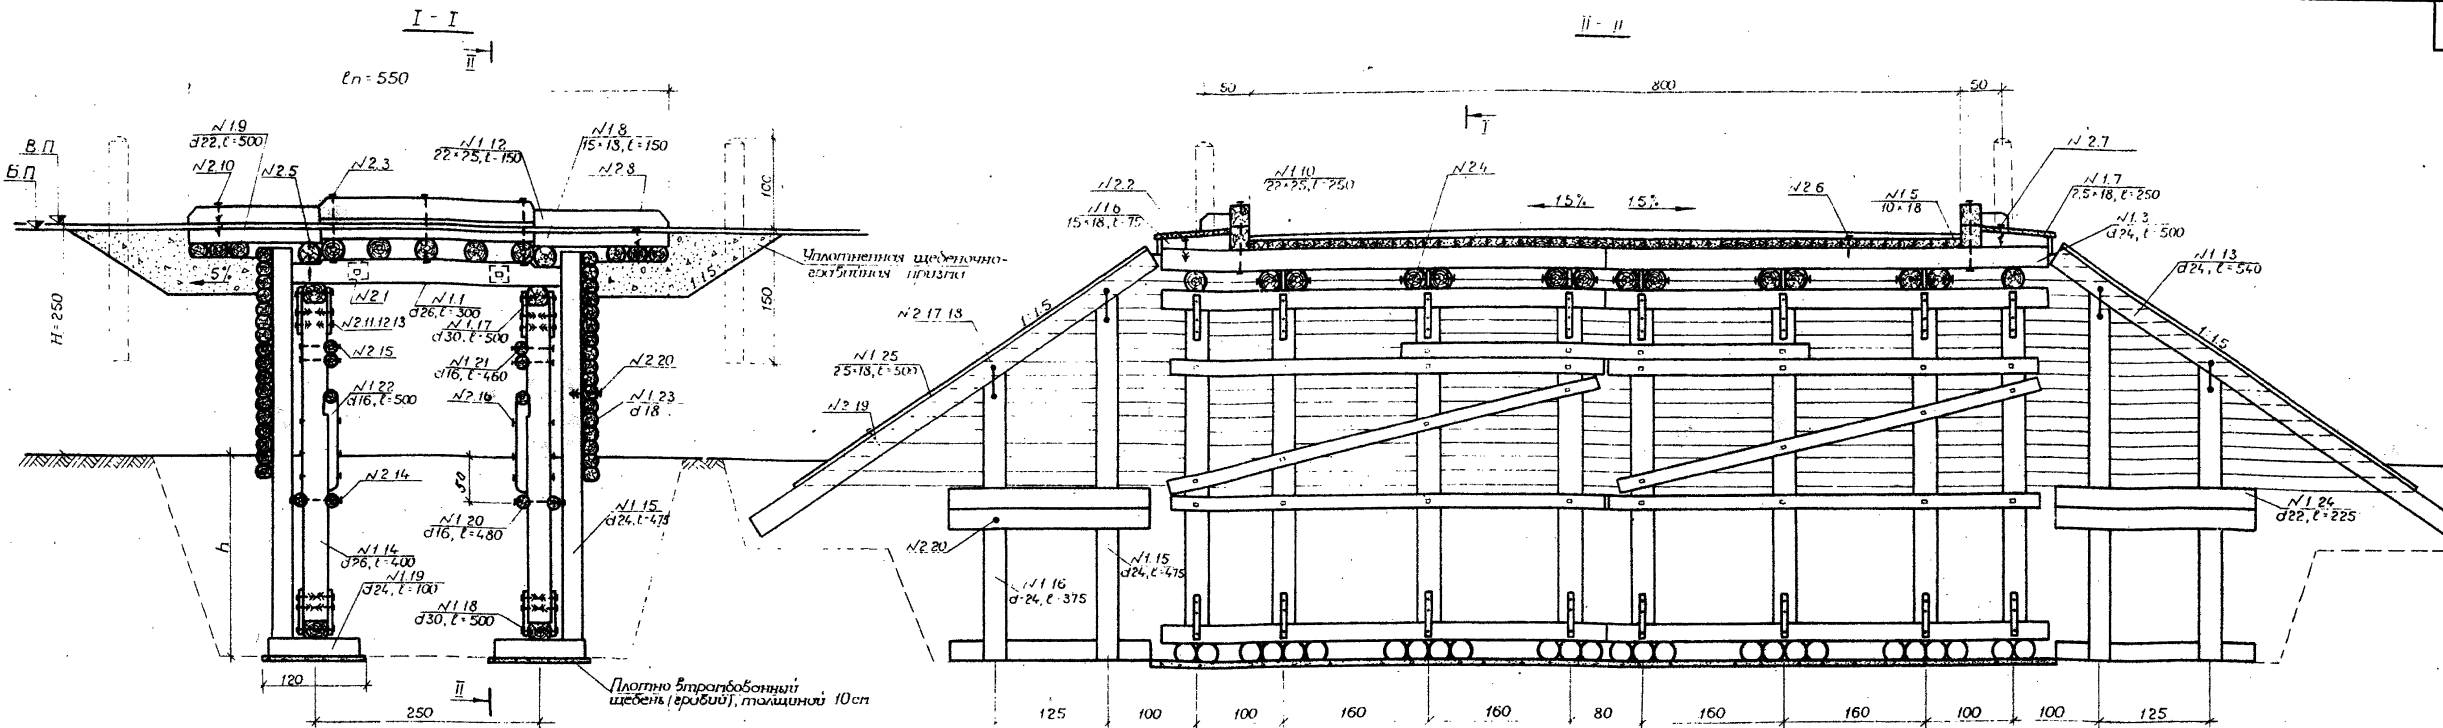 I - I
II
ℓп = 550
№1.9
d22, ℓ=500
№2.10
№2.5
№2.3
№1.12
22×25, ℓ=150
№1.8
15×18, ℓ=150
№2.8
В.П
Б.П
100
150
H=250
5%
1:1.5
№2.1
№1.1
d26, ℓ=300
№2.11.12.13
№1.17
d30, ℓ=500
№2.15
№1.21
d16, ℓ=460
№2.20
№1.22
d16, ℓ=500
№2.16
№1.23
d18
№2.14
50
№1.20
d16, ℓ=480
№1.15
d24, ℓ=475
h
№1.14
d26, ℓ=400
№1.19
d24, ℓ=100
№1.18
d30, ℓ=500
120
II
250
Уплотненная щебеночно-
гравийная призма
Плотно втрамбованный
щебень (гравий), толщиной 10см
II - II
50
800
50
I
№2.2
№1.6
15×18, ℓ=75
№1.10
22×25, ℓ=250
№2.4
1.5%
1.5%
№2.6
№1.5
10×18
№2.7
№1.7
2,5×18, ℓ=250
№1.3
d24, ℓ=500
№1.13
d24, ℓ=540
№2.17.18
1:1.5
1:1.5
№1.25
2.5×18, ℓ=500
№2.19
№2.20
№1.15
d24, ℓ=475
№1.16
d=24, ℓ=375
№1.24
d22, ℓ=225
125
100
100
160
160
80
160
160
100
100
125